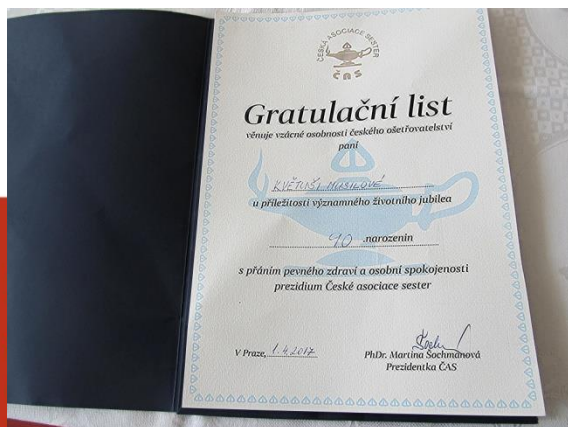 ČESKÁ ASOCIACE SESTER
ČAS
Gratulační list
věnuje vzácné osobnosti českého ošetřovatelství
paní
KVĚTUŠI MUSILOVÉ
u příležitosti významného životního jubilea
90 narozenin
s přáním pevného zdraví a osobní spokojenosti
prezidium České asociace sester
V Praze, 1.4.2017
PhDr. Martina Šochmanová
Prezidentka ČAS